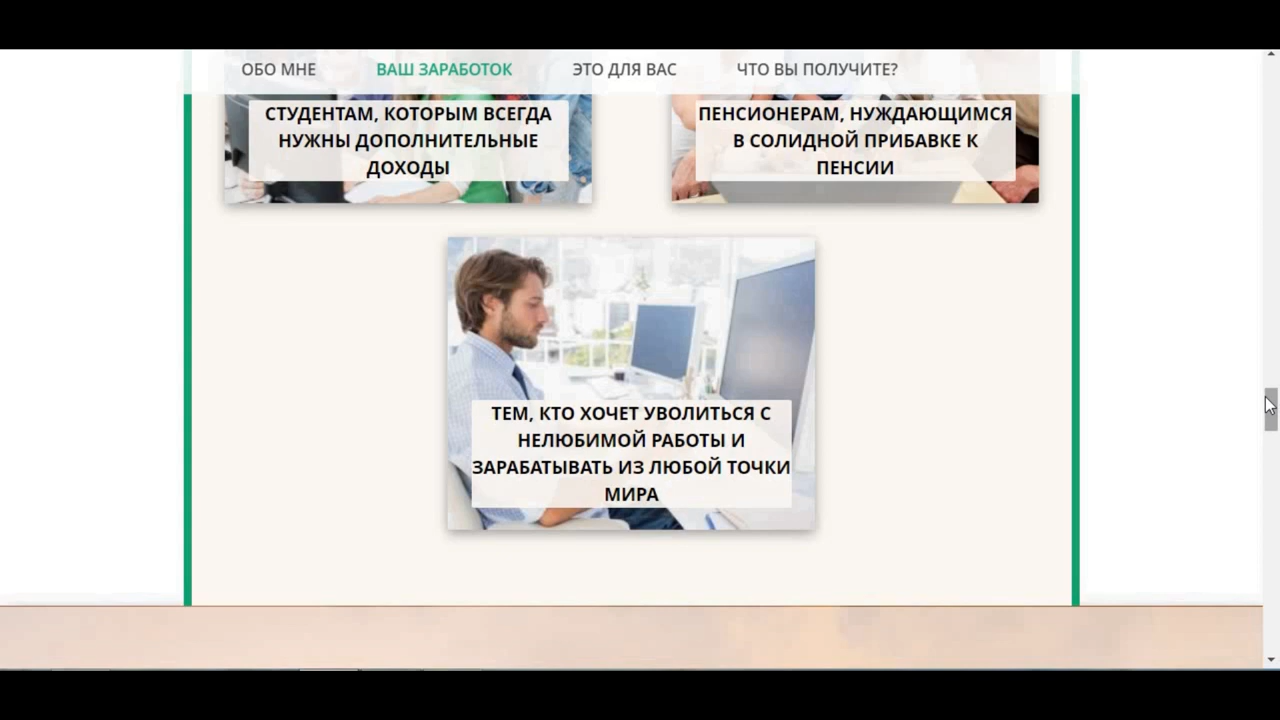 ОБО МНЕ ВАШ ЗАРАБОТОК ЭТО ДЛЯ ВАС ЧТО ВЫ ПОЛУЧИТЕ?
СТУДЕНТАМ, КОТОРЫМ ВСЕГДА
НУЖНЫ ДОПОЛНИТЕЛЬНЫЕ
ДОХОДЫ
ПЕНСИОНЕРАМ, НУЖДАЮЩИМСЯ
В СОЛИДНОЙ ПРИБАВКЕ К
ПЕНСИИ
ТЕМ, КТО ХОЧЕТ УВОЛИТЬСЯ С
НЕЛЮБИМОЙ РАБОТЫ И
ЗАРАБАТЫВАТЬ ИЗ ЛЮБОЙ ТОЧКИ
МИРА